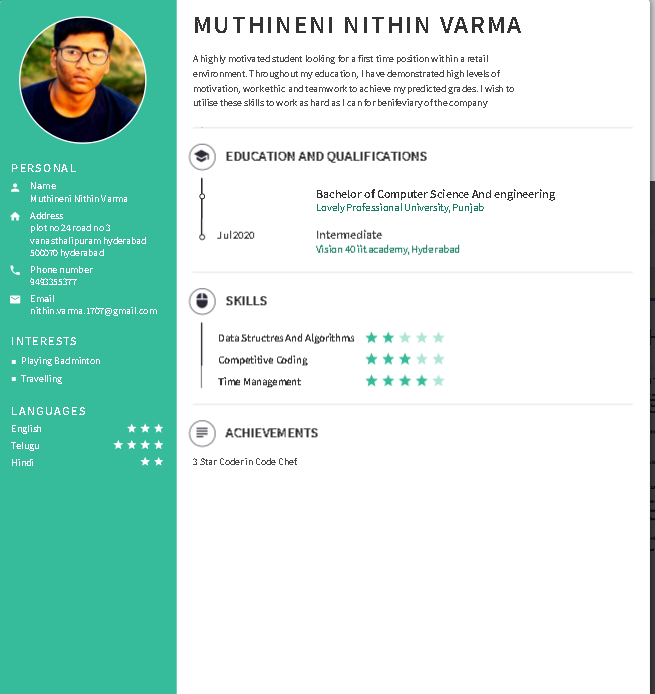 MUTHINENI NITHIN VARMA
A highly motivated student looking for a first time position within a retail
environment. Throughout my education, I have demonstrated high levels of
motivation, work ethic and teamwork to achieve my predicted grades. I wish to
utilise these skills to work as hard as I can for benifeviary of the company
PERSONAL
Name
Muthineni Nithin Varma
Address
plot no 24 road no 3
vanasthalipuram hyderabad
500070 hyderabad
Phone number
9493355377
Email
nithin.varma.1707@gmail.com
INTERESTS
Playing Badminton
Travelling
LANGUAGES
English
Telugu
Hindi
EDUCATION AND QUALIFICATIONS
Bachelor of Computer Science And engineering
Lovely Professional University, Punjab
Jul 2020
Intermediate
Vision 40 iit academy, Hyderabad
SKILLS
Data Structres And Algorithms
Competitive Coding
Time Management
ACHIEVEMENTS
3 Star Coder in Code Chef.